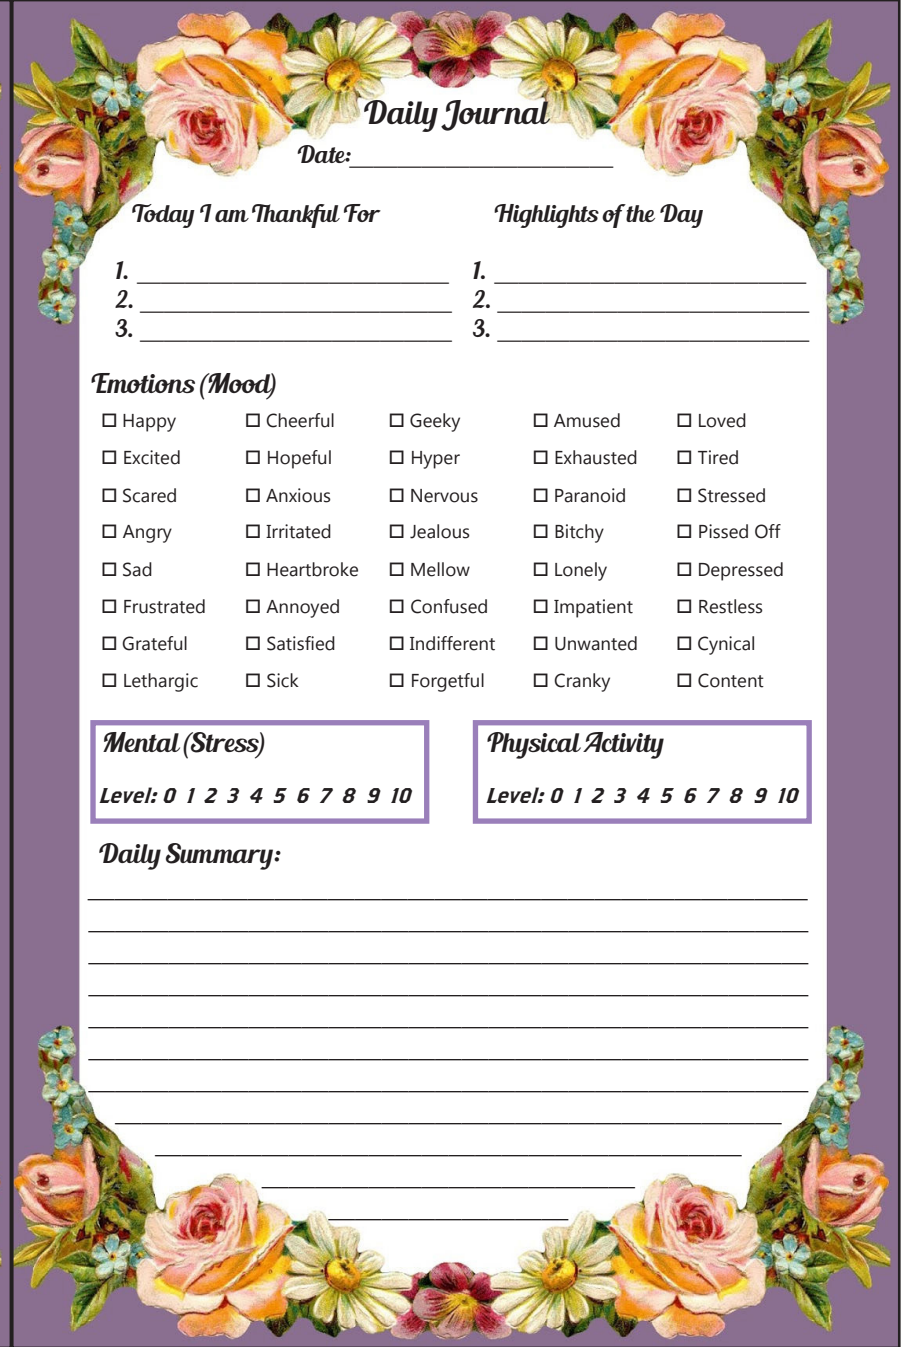 Daily Journal
Date:
Today I am Thankful For
1.
2.
3.
Highlights of the Day
1.
2.
3.
Emotions (Mood)
Happy Cheerful Geeky Amused Loved
Excited Hopeful Hyper Exhausted Tired
Scared Anxious Nervous Paranoid Stressed
Angry Irritated Jealous Bitchy Pissed Off
Sad Heartbroke Mellow Lonely Depressed
Frustrated Annoyed Confused Impatient Restless
Grateful Satisfied Indifferent Unwanted Cynical
Lethargic Sick Forgetful Cranky Content
Mental (Stress)
Level: 0 1 2 3 4 5 6 7 8 9 10
Physical Activity
Level: 0 1 2 3 4 5 6 7 8 9 10
Daily Summary: